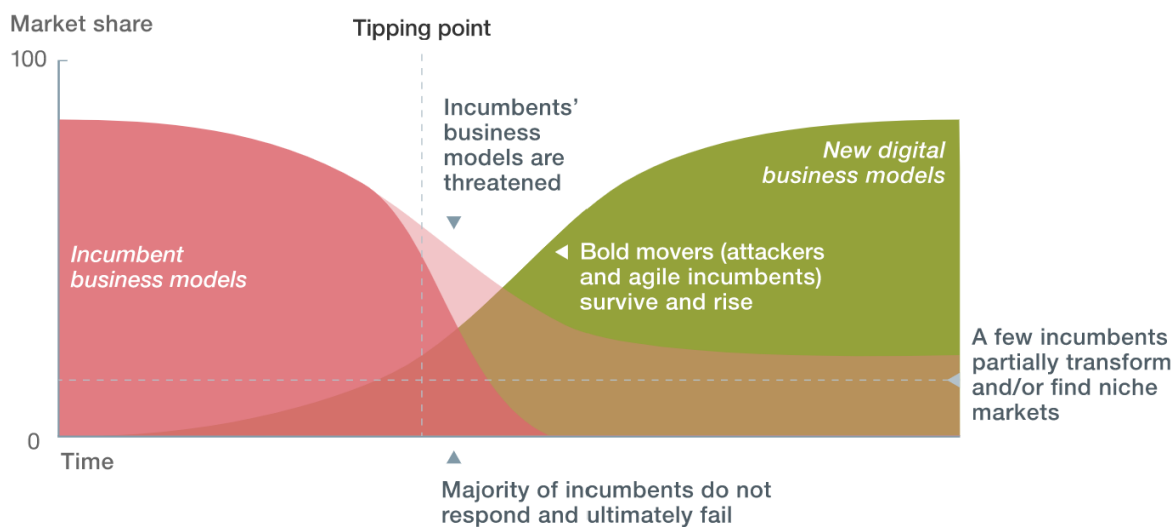 Market share
Tipping point
100
Incumbents’
business
models are
threatened
New digital
business models
Incumbent
business models
Bold movers (attackers
and agile incumbents)
survive and rise
A few incumbents
partially transform
and/or find niche
markets
0
Time
Majority of incumbents do not
respond and ultimately fail